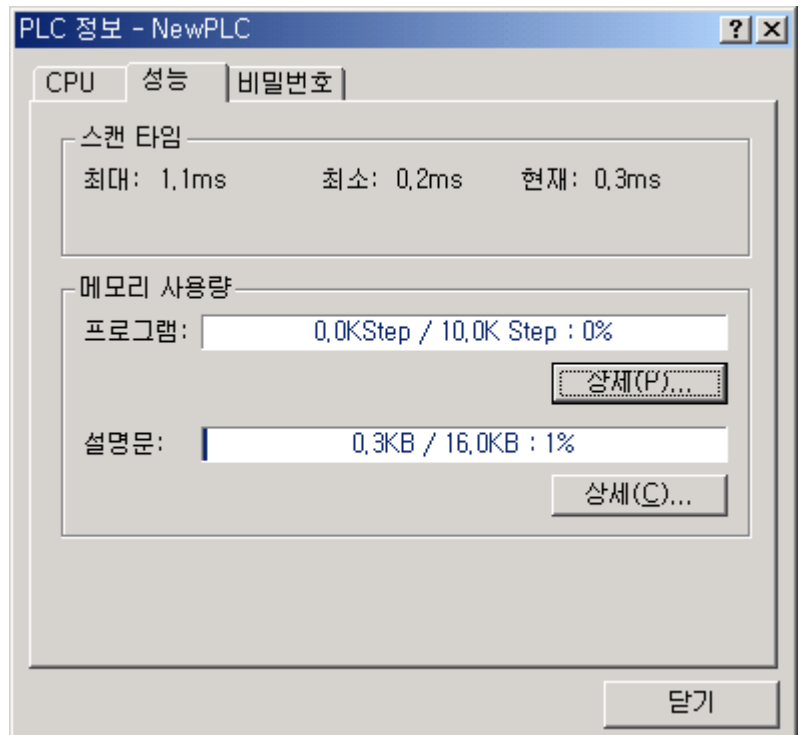 PLC 정보 - NewPLC
CPU 성능 비밀번호
스캔 타임
최대: 1,1ms 최소: 0,2ms 현재: 0,3ms
메모리 사용량
프로그램: 0,0KStep / 10,0K Step : 0%
상세(P)...
설명문: 0,3KB / 16,0KB : 1%
상세(C)...
닫기